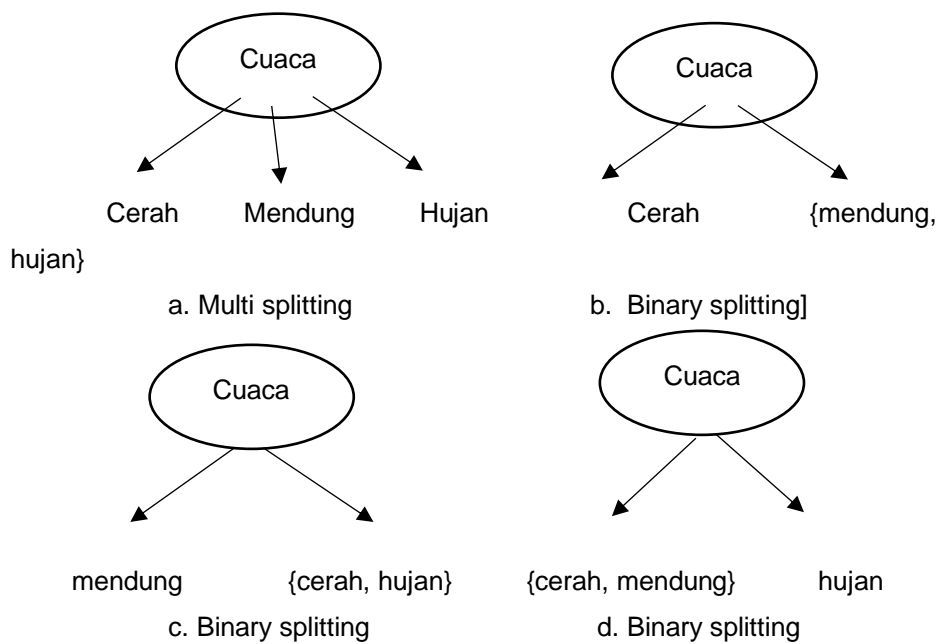 Cuaca Cuaca
Cerah Mendung Hujan Cerah {mendung,
hujan}
a. Multi splitting b. Binary splitting]
Cuaca Cuaca
mendung {cerah, hujan} {cerah, mendung} hujan
c. Binary splitting d. Binary splitting